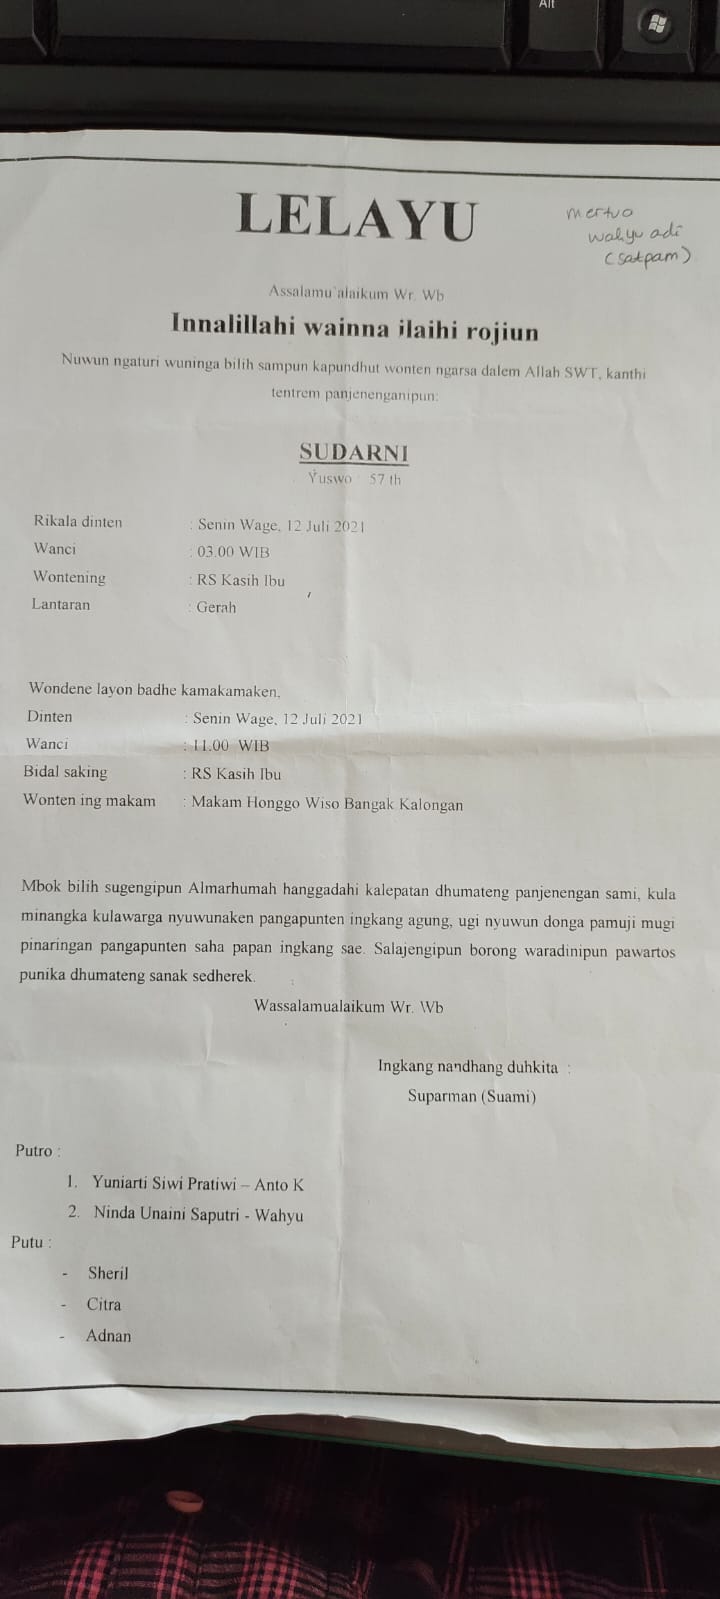 Alt
LELAYU
mertuo
wahyu adi
(satpam)
Assalamu`alaikum Wr. Wb
Innalillahi wainna ilaihi rojiun
Nuwun ngaturi wuninga bilih sampun kapundhut wonten ngarsa dalem Allah SWT, kanthi
tentrem panjenenganipun:
SUDARNI
Yuswo 57 th
Rikala dinten : Senin Wage, 12 Juli 2021
Wanci : 03.00 WIB
Wontening : RS Kasih Ibu
Lantaran : Gerah
Wondene layon badhe kamakamaken,
Dinten : Senin Wage, 12 Juli 2021
Wanci : 11.00 WIB
Bidal saking : RS Kasih Ibu
Wonten ing makam : Makam Honggo Wiso Bangak Kalongan
Mbok bilih sugengipun Almarhumah hanggadahi kalepatan dhumateng panjenengan sami, kula
minangka kulawarga nyuwunaken pangapunten ingkang agung, ugi nyuwun donga pamuji mugi
pinaringan pangapunten saha papan ingkang sae. Salajengipun borong waradinipun pawartos
punika dhumateng sanak sedherek.
Wassalamualaikum Wr. Wb
Ingkang nandhang duhkita :
Suparman (Suami)
Putro :
1. Yuniarti Siwi Pratiwi – Anto K
2. Ninda Unaini Saputri - Wahyu
Putu :
- Sheril
- Citra
- Adnan